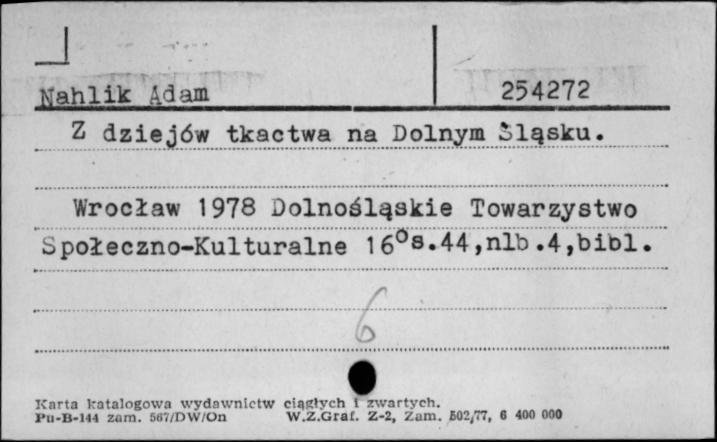 Nahlik Adam 254272
Z dziejów tkactwa na Dolnym Śląsku.
Wrocław 1978 Dolnośląskie Towarzystwo
Społeczno-Kulturalne 16⁰s.44,nlb.4,bibl.
6
Karta katalogowa wydawnictw ciągłych i zwartych.
Pu-B-144 zam. 567/DW/On W.Z.Graf. Z-2, Zam. 502/77, 6 400 000